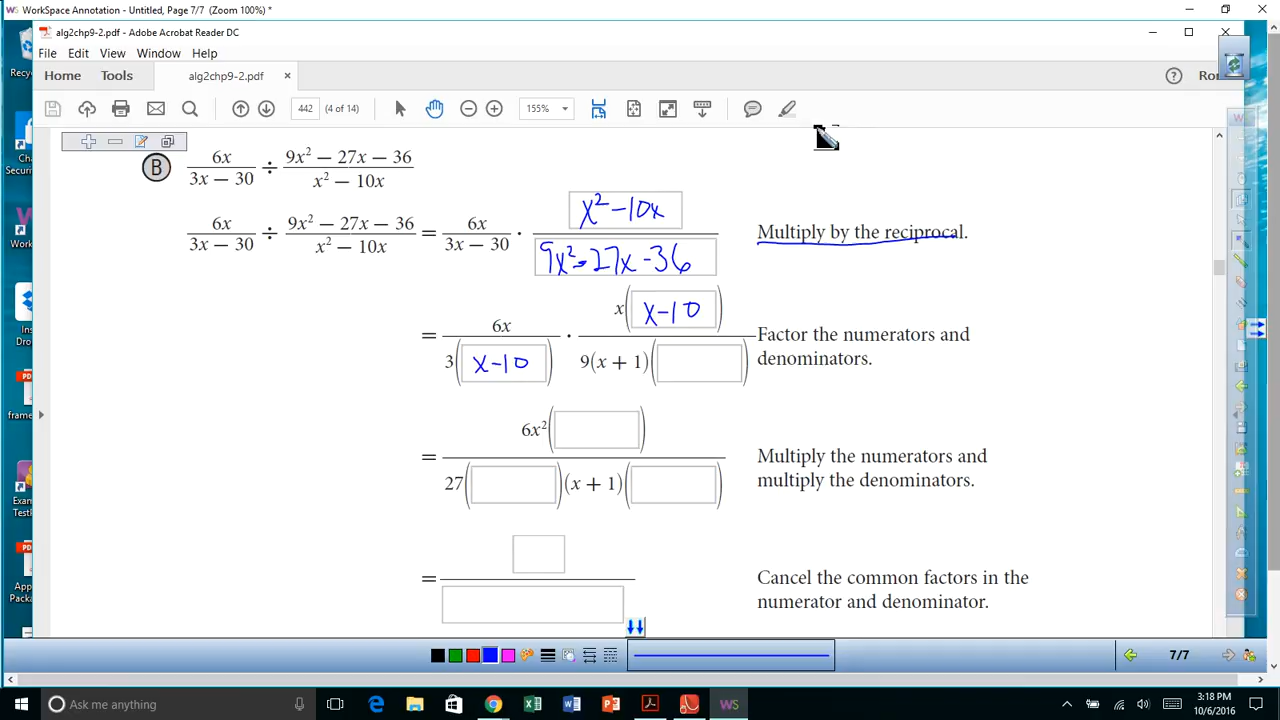 WorkSpace Annotation - Untitled, Page 7/7 (Zoom 100%) *
alg2chp9-2.pdf - Adobe Acrobat Reader DC
File Edit View Window Help
Home Tools alg2chp9-2.pdf ×
442 (4 of 14) 155%
B 6x / (3x − 30) ÷ (9x² − 27x − 36) / (x² − 10x)
6x / (3x − 30) ÷ (9x² − 27x − 36) / (x² − 10x) = 6x / (3x − 30) · (x² − 10x) / (9x² − 27x − 36) Multiply by the reciprocal.
= 6x / 3(x − 10) · x(x − 10) / 9(x + 1)( ) Factor the numerators and
denominators.
= 6x²( ) / 27( )(x + 1)( ) Multiply the numerators and
multiply the denominators.
= Cancel the common factors in the
numerator and denominator.
7/7
Ask me anything
3:18 PM
10/6/2016